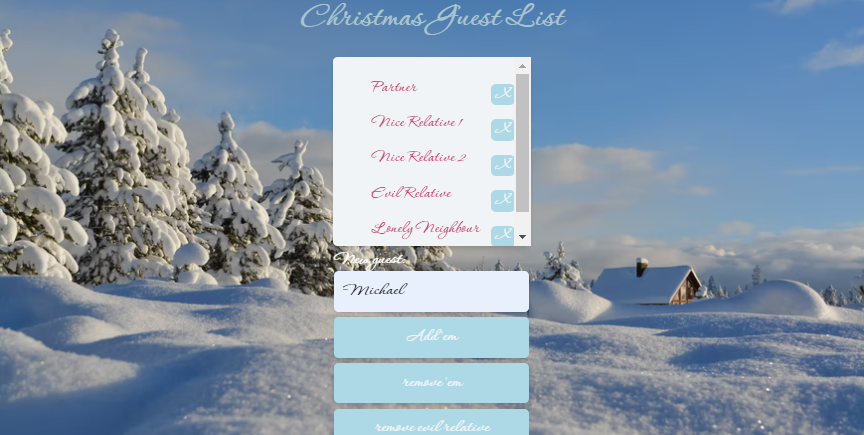 Christmas Guest List
Partner
X
Nice Relative 1
X
Nice Relative 2
X
Evil Relative
X
Lonely Neighbour
X
New guest:
Michael
Add 'em
remove 'em
remove evil relative